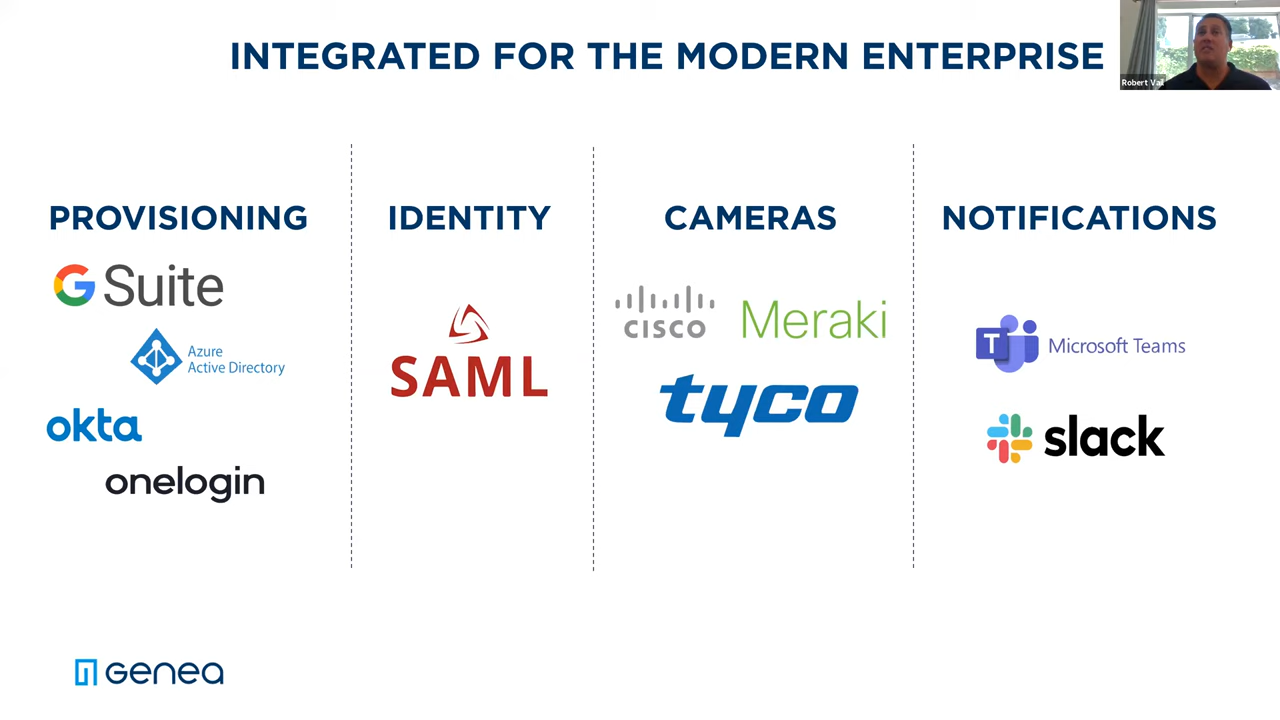 INTEGRATED FOR THE MODERN ENTERPRISE
Robert Vail
PROVISIONING
G Suite
Azure
Active Directory
okta
onelogin
IDENTITY
SAML
CAMERAS
CISCO Meraki
tyco
NOTIFICATIONS
T
Microsoft Teams
slack
GENEA